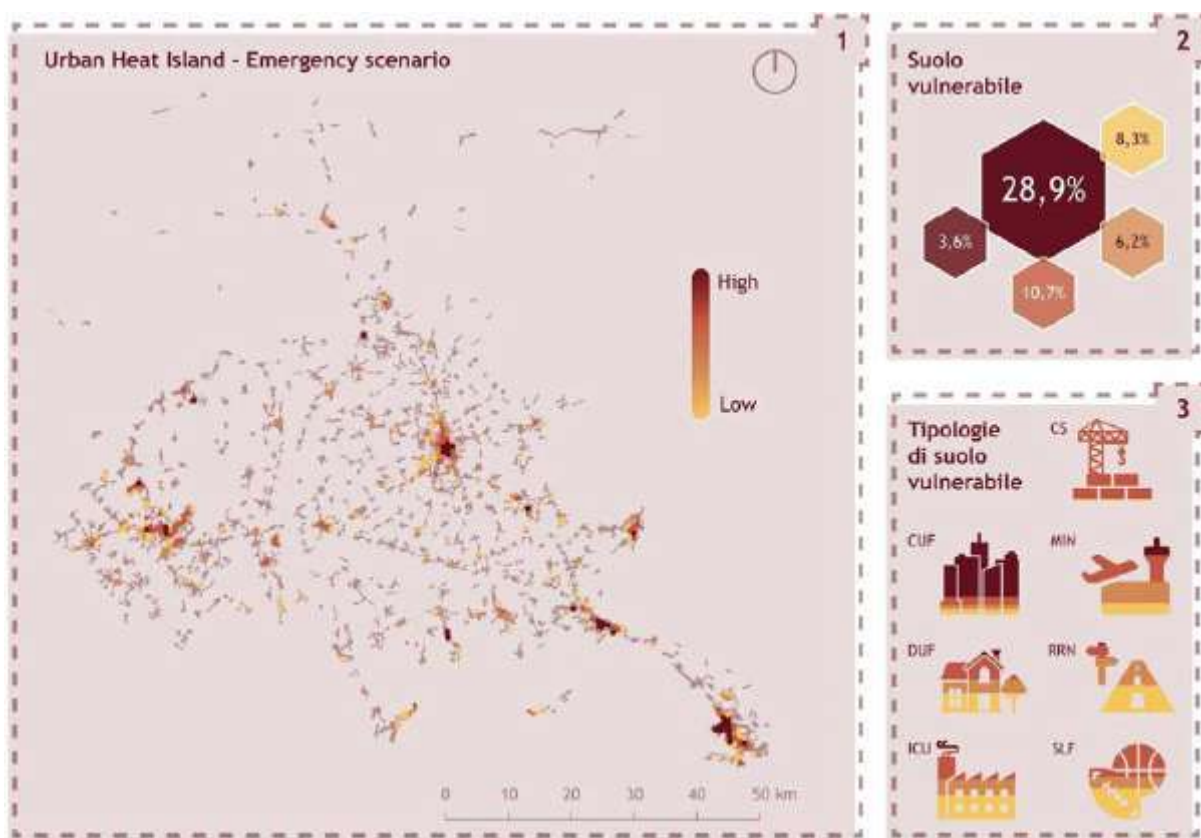 1
Urban Heat Island - Emergency scenario
High
Low
0 10 20 30 40 50 km
2
Suolo
vulnerabile
8,3%
28,9%
3,6%
6,2%
10,7%
3
Tipologie
di suolo
vulnerabile
CS
CUF
MIN
DUF
RRN
ICU
SLF